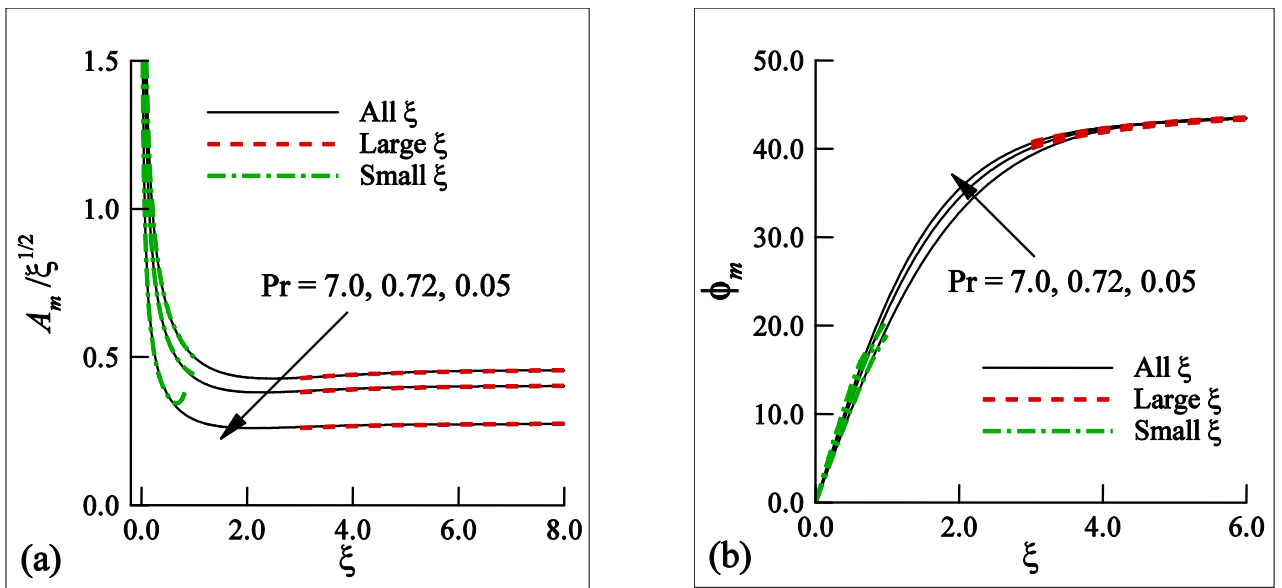 1.5
1.0
0.5
0.0
A_m/ξ^{1/2}
All ξ
Large ξ
Small ξ
Pr = 7.0, 0.72, 0.05
0.0 2.0 4.0 6.0 8.0
ξ
(a)
50.0
40.0
30.0
20.0
10.0
0.0
ϕ_m
Pr = 7.0, 0.72, 0.05
All ξ
Large ξ
Small ξ
0.0 2.0 4.0 6.0
ξ
(b)